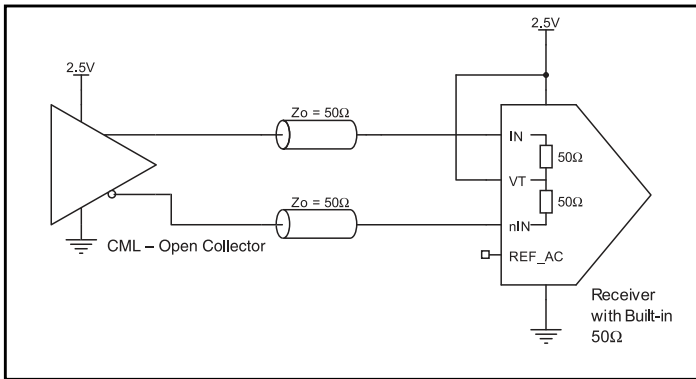 2.5V
2.5V
Zo = 50Ω
IN
50Ω
VT
Zo = 50Ω
50Ω
nIN
CML – Open Collector
REF_AC
Receiver
with Built-in
50Ω